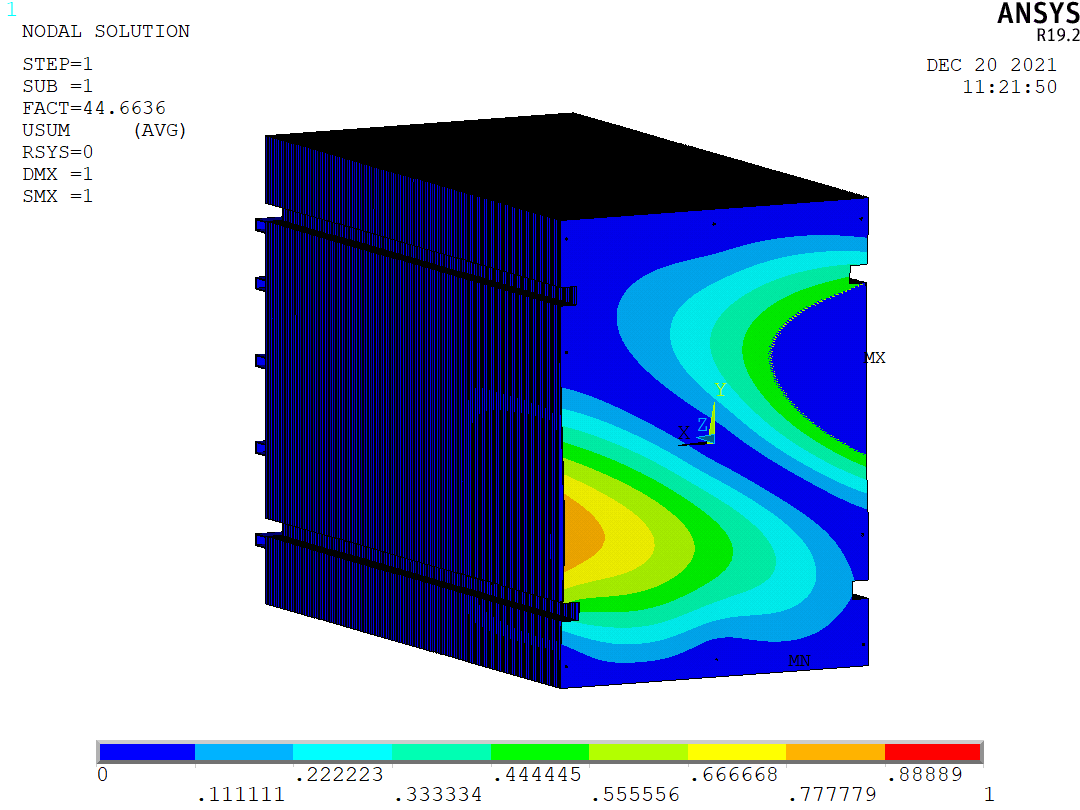 1
ANSYS
R19.2
NODAL SOLUTION
STEP=1
SUB =1
FACT=44.6636
USUM (AVG)
RSYS=0
DMX =1
SMX =1
DEC 20 2021
11:21:50
MX
Y
Z
X
MN
0 .222223 .444445 .666668 .88889
.111111 .333334 .555556 .777779 1